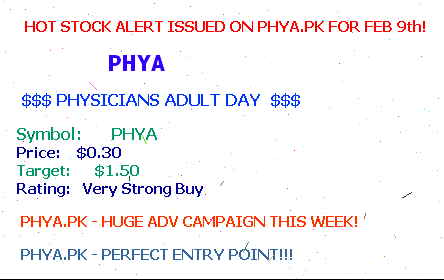 HOT STOCK ALERT ISSUED ON PHYA.PK FOR FEB 9th!
PHYA
$$$ PHYSICIANS ADULT DAY $$$
Symbol: PHYA
Price: $0.30
Target: $1.50
Rating: Very Strong Buy
PHYA.PK - HUGE ADV CAMPAIGN THIS WEEK!
PHYA.PK - PERFECT ENTRY POINT!!!